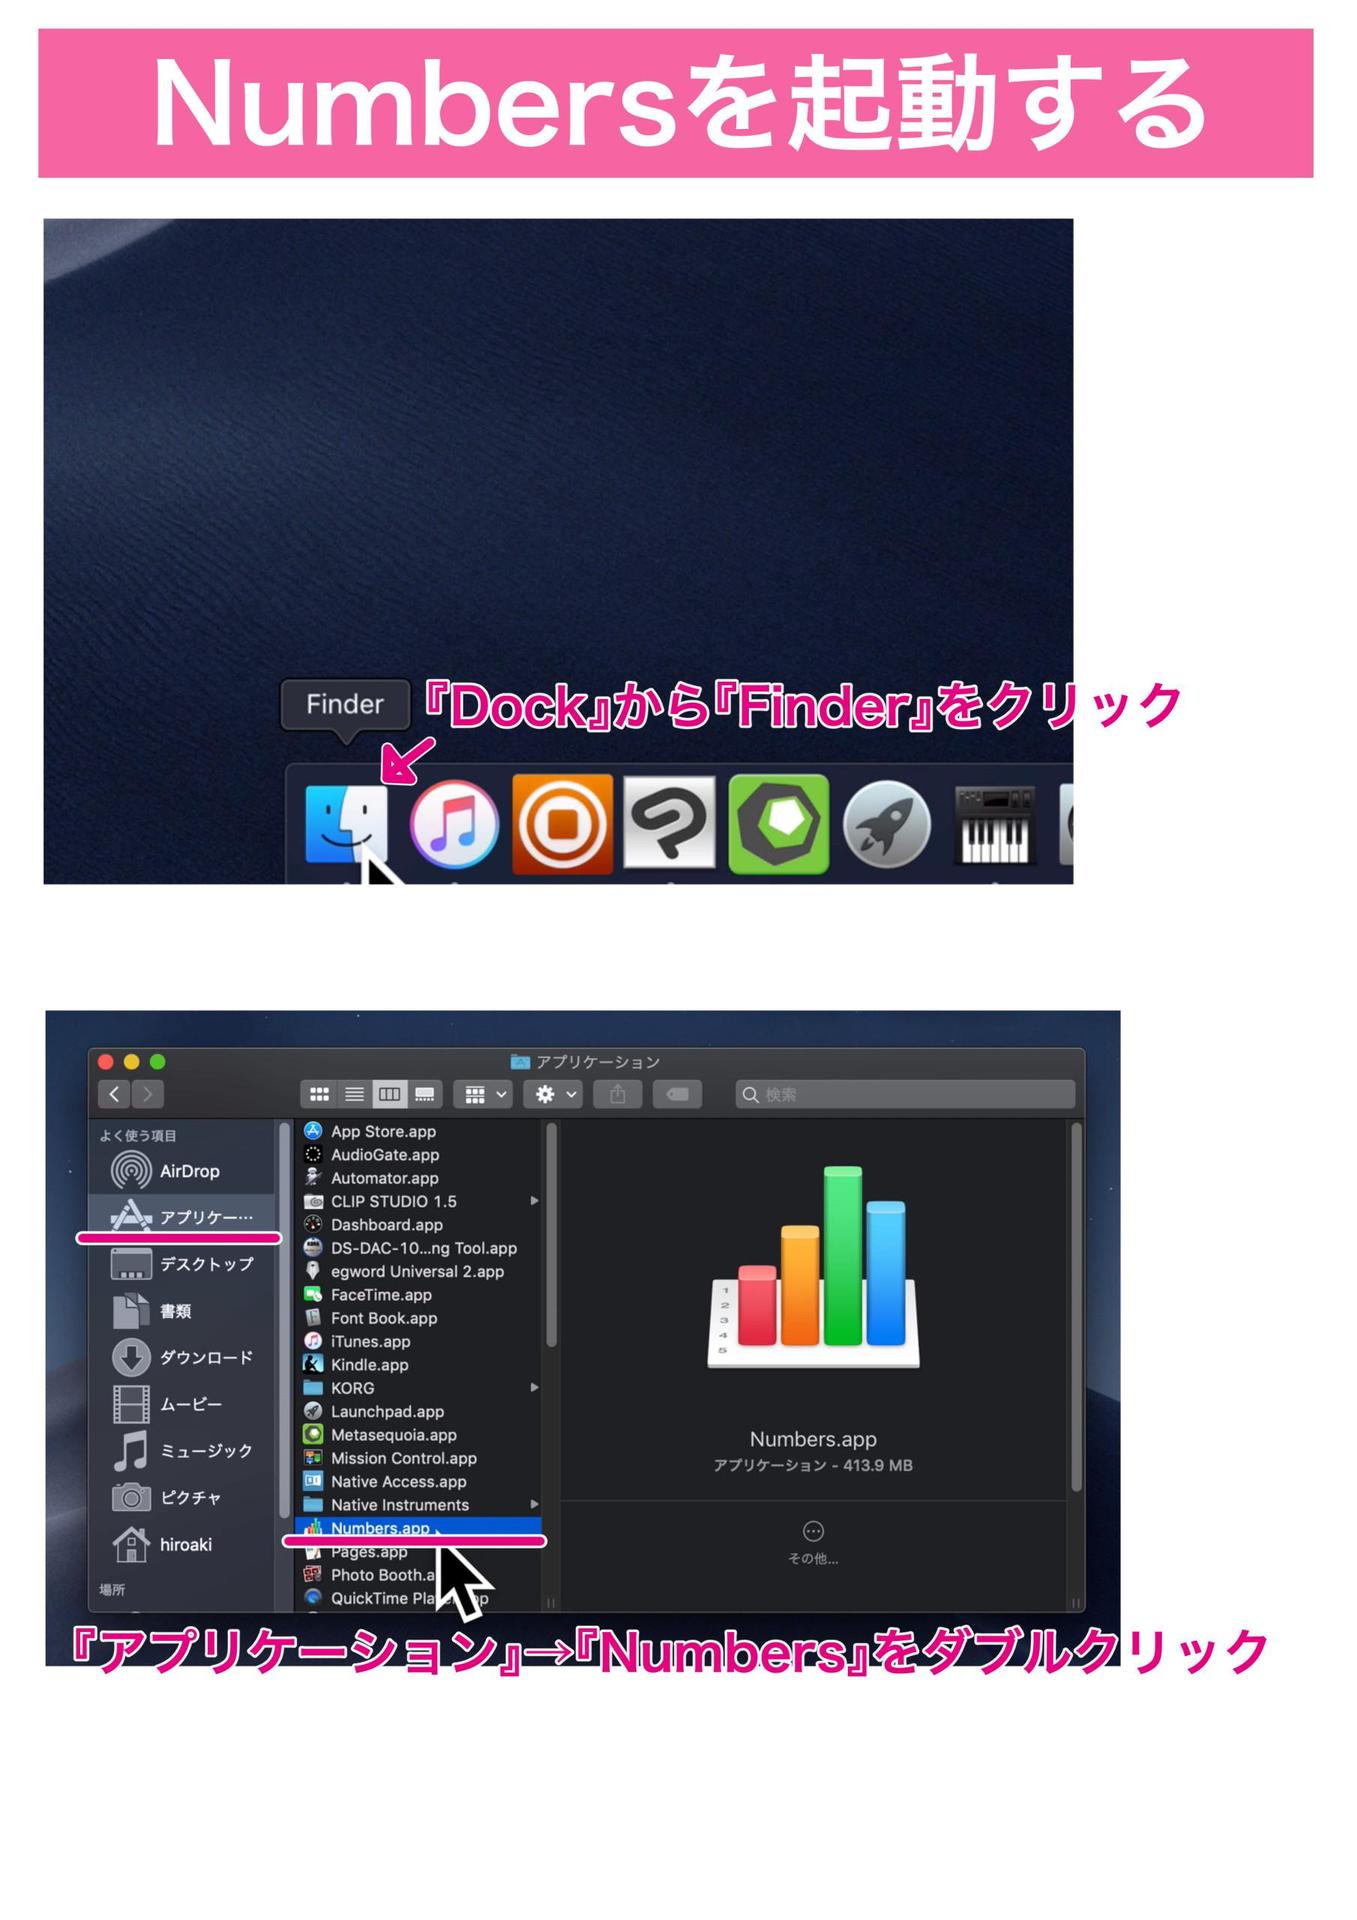 Numbersを起動する
Finder
『Dock』から『Finder』をクリック
アプリケーション
検索
よく使う項目
AirDrop
アプリケー…
デスクトップ
書類
ダウンロード
ムービー
ミュージック
ピクチャ
hiroaki
場所
App Store.app
AudioGate.app
Automator.app
CLIP STUDIO 1.5
Dashboard.app
DS-DAC-10...ng Tool.app
egword Universal 2.app
FaceTime.app
Font Book.app
iTunes.app
Kindle.app
KORG
Launchpad.app
Metasequoia.app
Mission Control.app
Native Access.app
Native Instruments
Numbers.app
Pages.app
Photo Booth.a
QuickTime Pla
1
2
3
4
5
Numbers.app
アプリケーション - 413.9 MB
その他...
『アプリケーション』→『Numbers』をダブルクリック